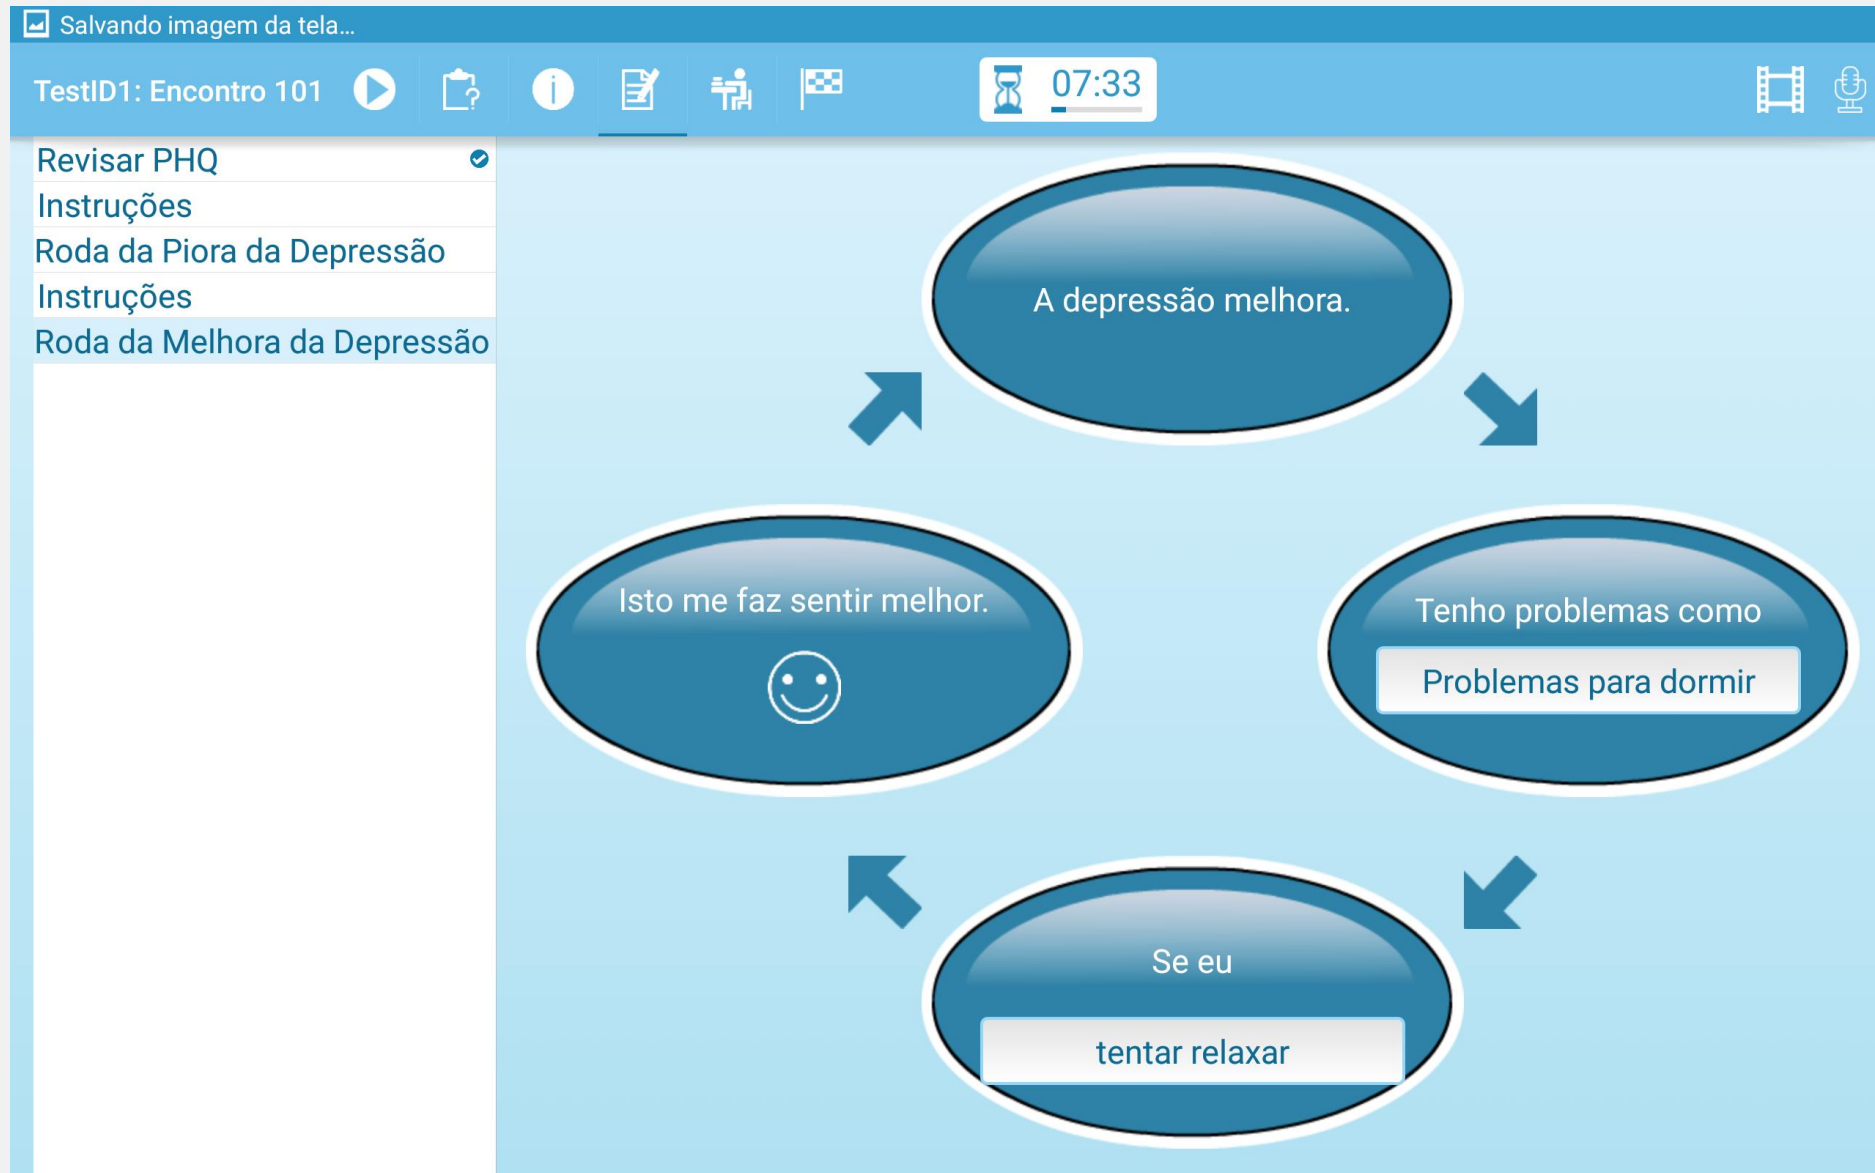 Salvando imagem da tela...
TestID1: Encontro 101
07:33
Revisar PHQ
Instruções
Roda da Piora da Depressão
Instruções
Roda da Melhora da Depressão
A depressão melhora.
Isto me faz sentir melhor.
Tenho problemas como
Problemas para dormir
Se eu
tentar relaxar